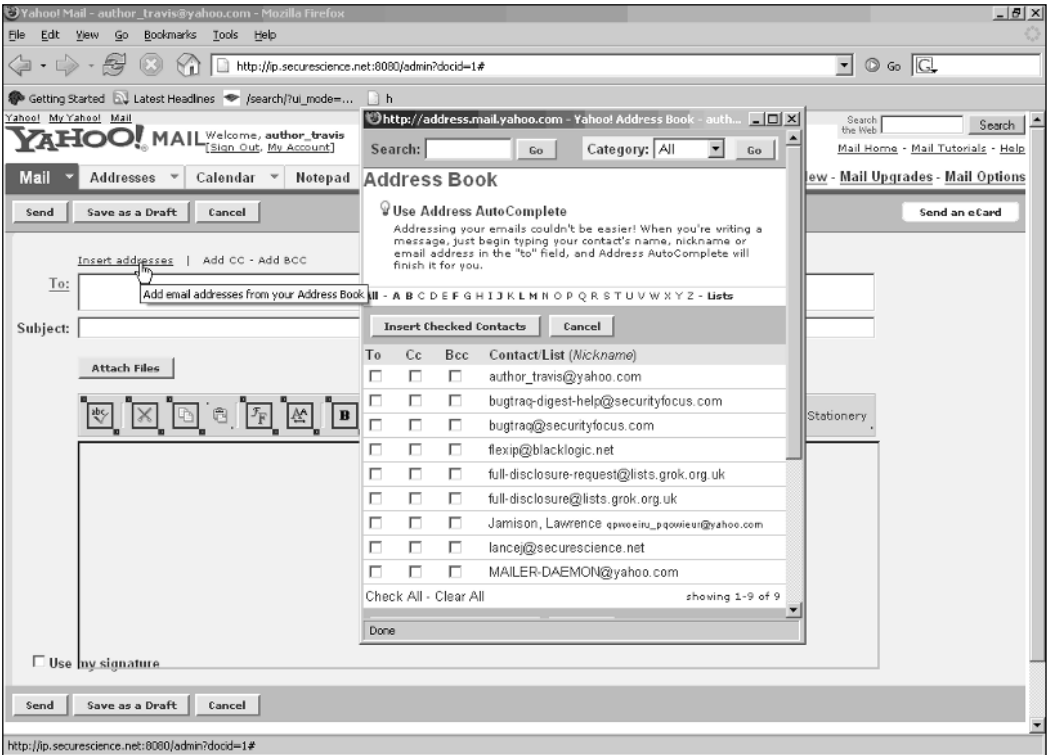 Yahoo! Mail - author_travis@yahoo.com - Mozilla Firefox
File Edit View Go Bookmarks Tools Help
http://ip.securescience.net:8080/admin?docid=1# Go G
Getting Started Latest Headlines /search/?ui_mode=... h
Yahoo! My Yahoo! Mail
YAHOO! MAIL Welcome, author_travis
[Sign Out, My Account]
Search the Web Search
Mail Home - Mail Tutorials - Help
Mail Addresses Calendar Notepad
- Mail Upgrades - Mail Options
Send Save as a Draft Cancel
Send an eCard
Insert addresses | Add CC - Add BCC
To:
Add email addresses from your Address Book
Subject:
Attach Files
abc
B
Stationery
Use my signature
Send Save as a Draft Cancel
http://ip.securescience.net:8080/admin?docid=1#
http://address.mail.yahoo.com - Yahoo! Address Book - auth...
Search: Go Category: All Go
Address Book
Use Address AutoComplete
Addressing your emails couldn't be easier! When you're writing a
message, just begin typing your contact's name, nickname or
email address in the "to" field, and Address AutoComplete will
finish it for you.
All - A B C D E F G H I J K L M N O P Q R S T U V W X Y Z - Lists
Insert Checked Contacts Cancel
To Cc Bcc Contact/List (Nickname)
author_travis@yahoo.com
bugtraq-digest-help@securityfocus.com
bugtraq@securityfocus.com
flexip@blacklogic.net
full-disclosure-request@lists.grok.org.uk
full-disclosure@lists.grok.org.uk
Jamison, Lawrence qpwoeiru_pqowieur@yahoo.com
lancej@securescience.net
MAILER-DAEMON@yahoo.com
Check All - Clear All showing 1-9 of 9
Done